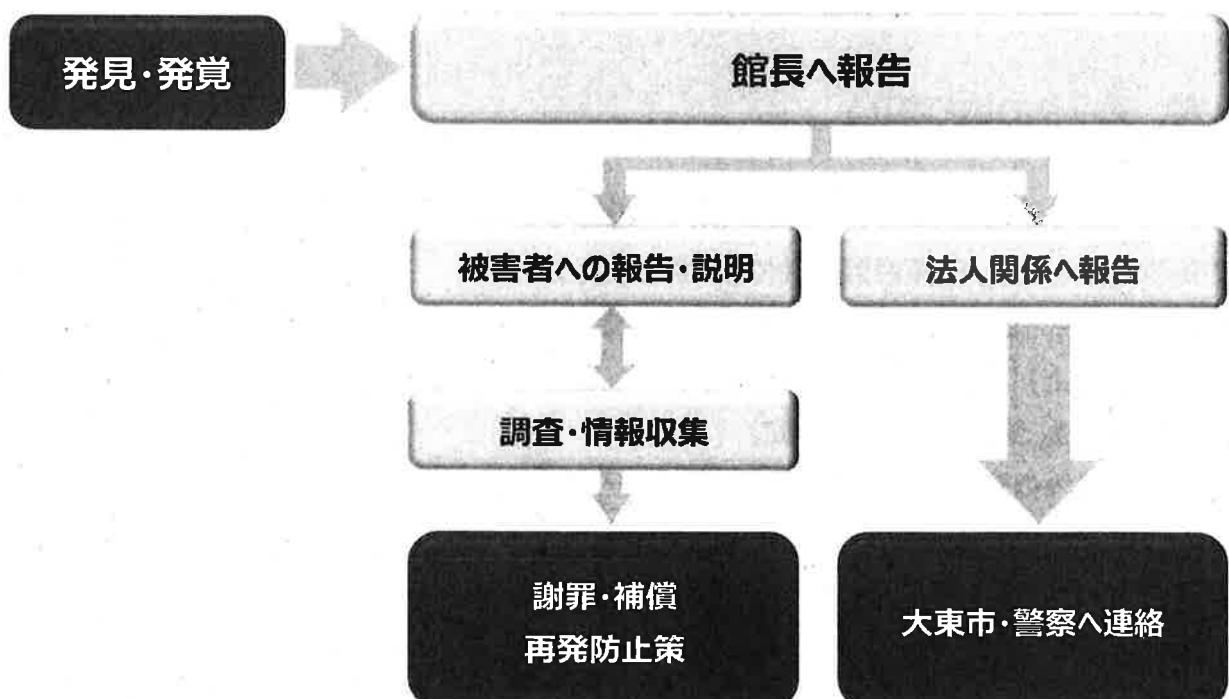 発見・発覚
館長へ報告
被害者への報告・説明
法人関係へ報告
調査・情報収集
謝罪・補償
再発防止策
大東市・警察へ連絡